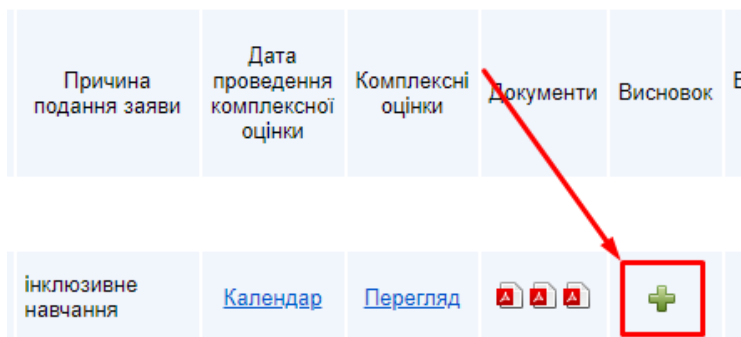 Причина
подання заяви
Дата
проведення
комплексної
оцінки
Комплексні
оцінки
Документи
Висновок
інклюзивне
навчання
Календар
Перегляд